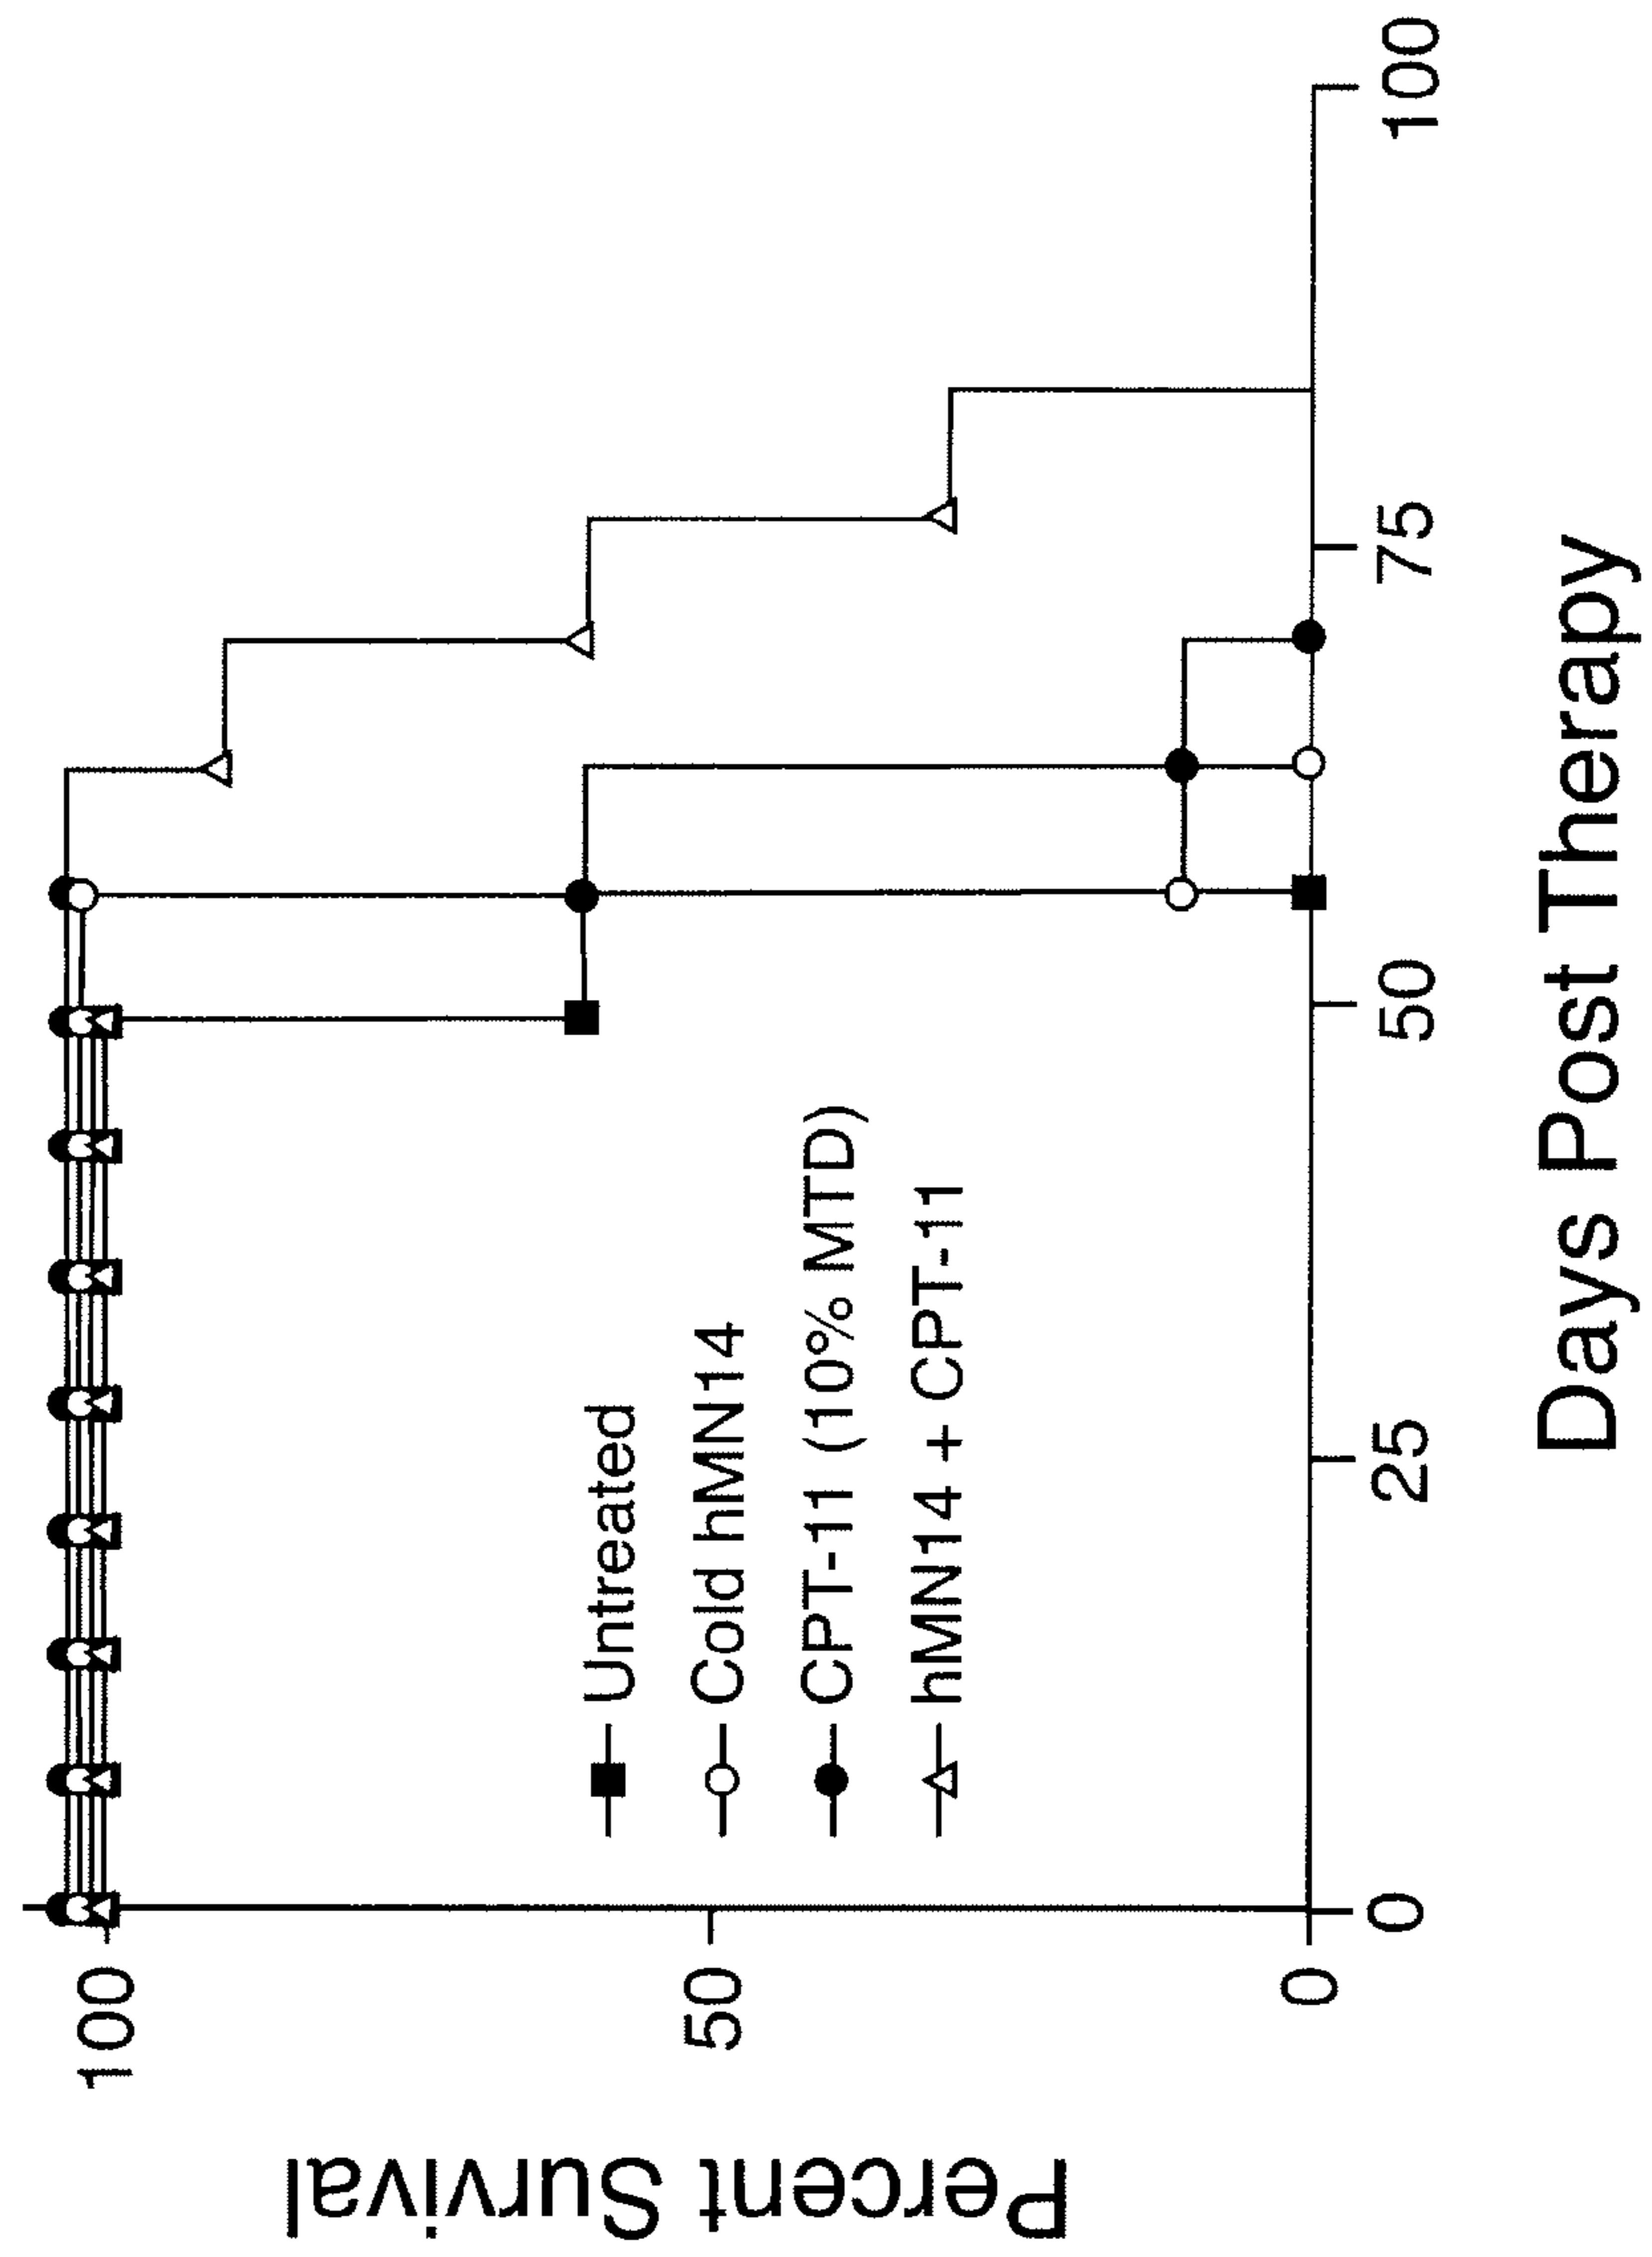 Percent Survival
100
50
0
Untreated
Cold hMN14
CPT-11 (10% MTD)
hMN14 + CPT-11
0
25
50
75
100
Days Post Therapy